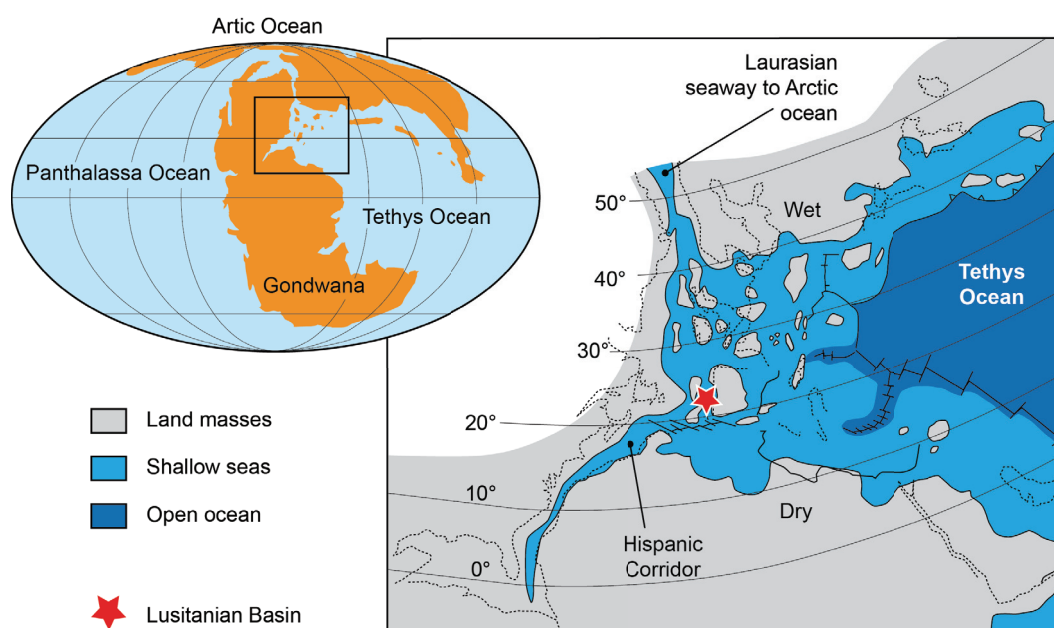 Artic Ocean
Panthalassa Ocean
Tethys Ocean
Gondwana
Land masses
Shallow seas
Open ocean
Lusitanian Basin
Laurasian
seaway to Arctic
ocean
50°
Wet
40°
Tethys
Ocean
30°
20°
10°
Dry
Hispanic
Corridor
0°